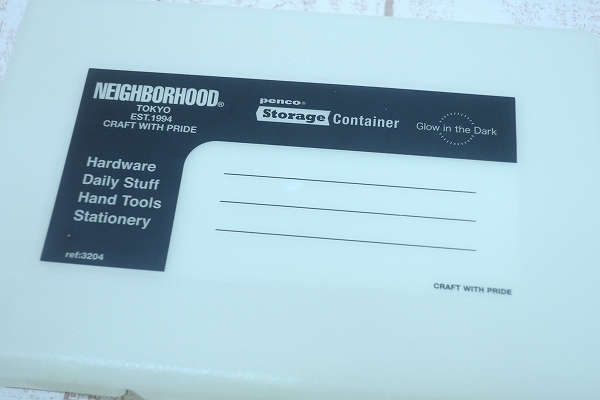 NEIGHBORHOOD®
TOKYO
EST.1994
CRAFT WITH PRIDE
penco®
Storage Container
Glow in the Dark
Hardware
Daily Stuff
Hand Tools
Stationery
ref:3204
CRAFT WITH PRIDE